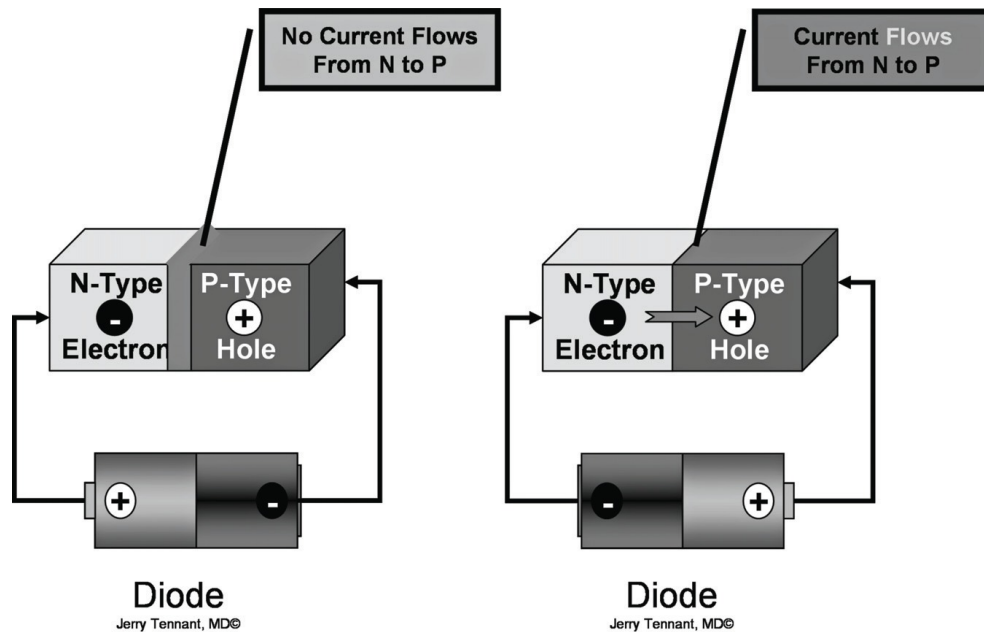 No Current Flows
From N to P
N-Type
-
Electron
P-Type
+
Hole
+
-
Diode
Jerry Tennant, MD©
Current Flows
From N to P
N-Type
-
Electron
P-Type
+
Hole
-
+
Diode
Jerry Tennant, MD©